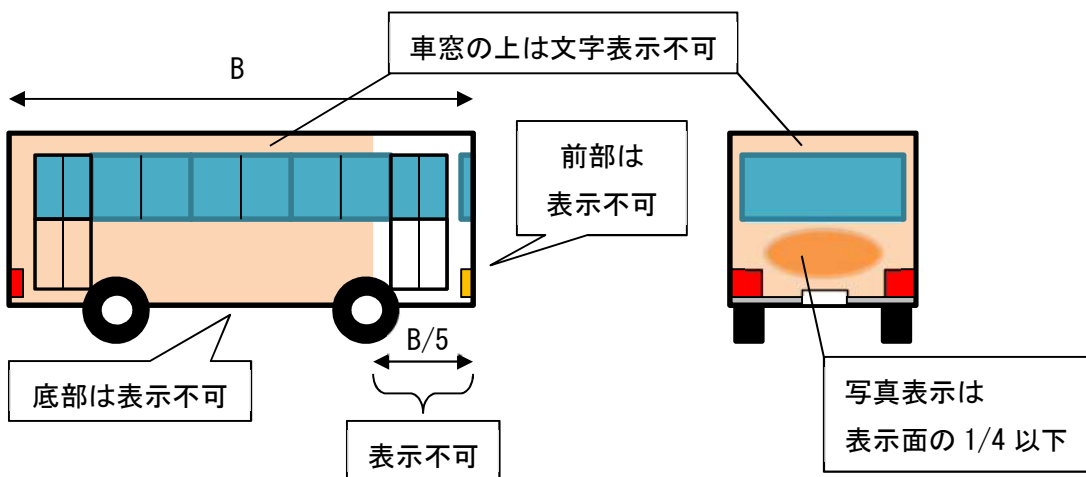 車窓の上は文字表示不可
B
前部は
表示不可
B/5
底部は表示不可
表示不可
写真表示は
表示面の 1/4 以下